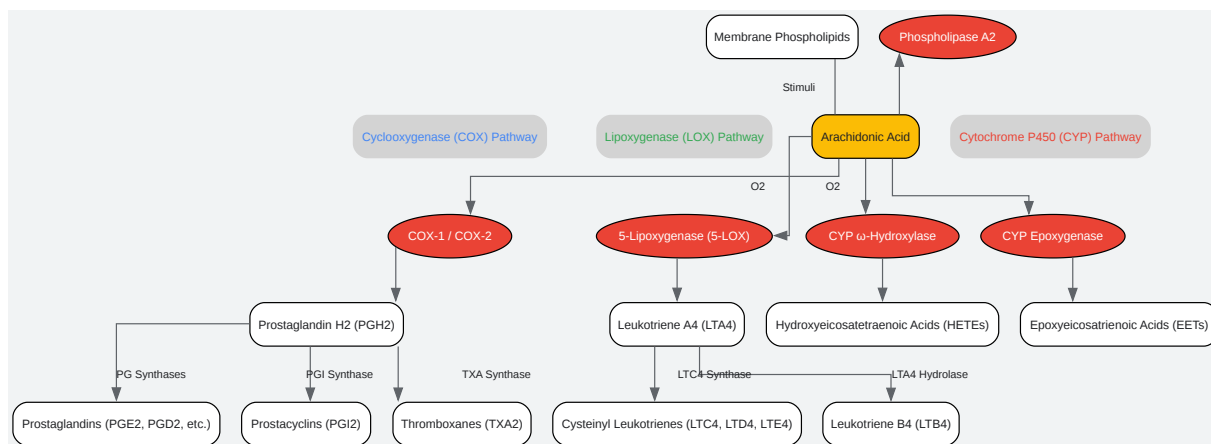 Membrane Phospholipids
Phospholipase A2
Stimuli
Cyclooxygenase (COX) Pathway
Lipoxygenase (LOX) Pathway
Arachidonic Acid
Cytochrome P450 (CYP) Pathway
O2
O2
COX-1 / COX-2
5-Lipoxygenase (5-LOX)
CYP ω-Hydroxylase
CYP Epoxygenase
Prostaglandin H2 (PGH2)
Leukotriene A4 (LTA4)
Hydroxyeicosatetraenoic Acids (HETEs)
Epoxyeicosatrienoic Acids (EETs)
PG Synthases
PGI Synthase
TXA Synthase
LTC4 Synthase
LTA4 Hydrolase
Prostaglandins (PGE2, PGD2, etc.)
Prostacyclins (PGI2)
Thromboxanes (TXA2)
Cysteinyl Leukotrienes (LTC4, LTD4, LTE4)
Leukotriene B4 (LTB4)